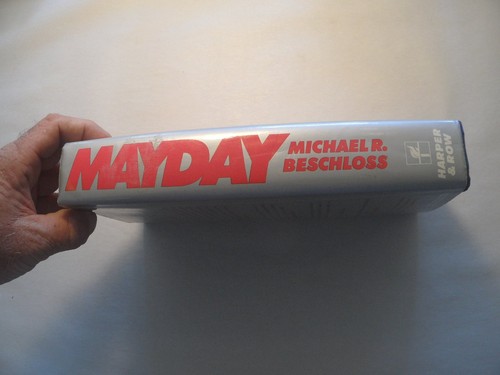 MAYDAY
MICHAEL R.
BESCHLOSS
HARPER
& ROW